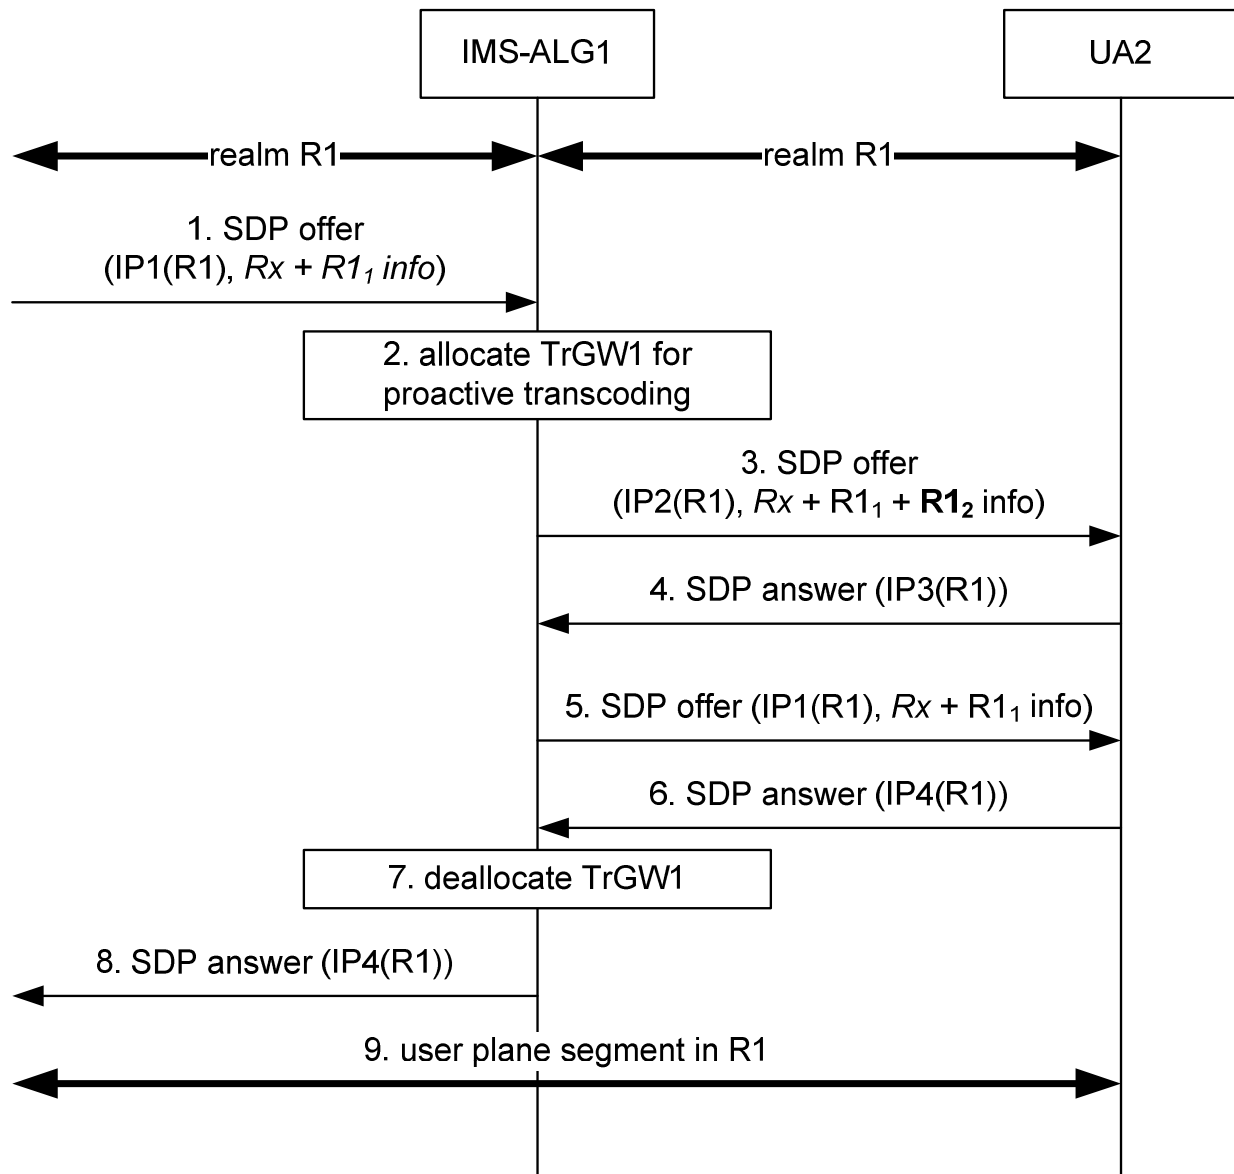 IMS-ALG1
UA2
realm R1
realm R1
1. SDP offer
(IP1(R1), Rx + R1₁ info)
2. allocate TrGW1 for
proactive transcoding
3. SDP offer
(IP2(R1), Rx + R1₁ + R1₂ info)
4. SDP answer (IP3(R1))
5. SDP offer (IP1(R1), Rx + R1₁ info)
6. SDP answer (IP4(R1))
7. deallocate TrGW1
8. SDP answer (IP4(R1))
9. user plane segment in R1